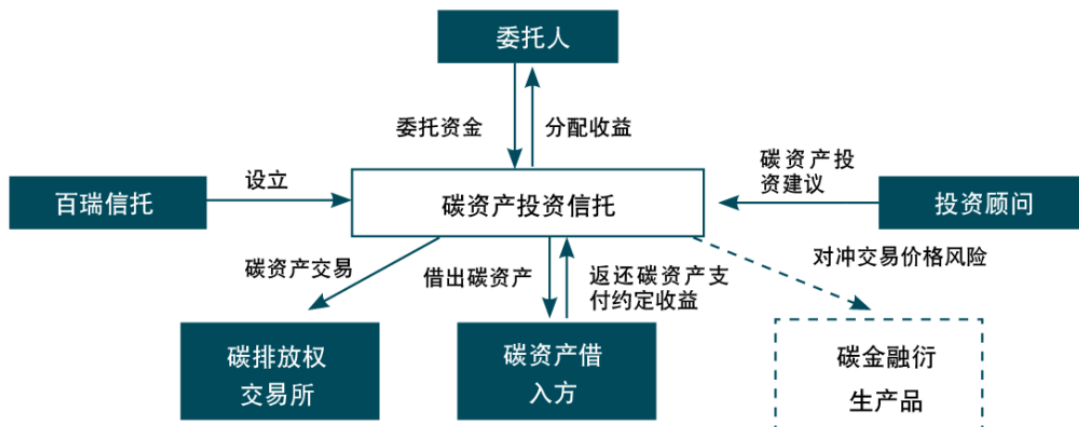 委托人
委托资金
分配收益
碳资产投
资建议
设立
百瑞信托
碳资产投资信托
投资顾问
碳资产交易
借出碳资产
返还碳资产支
付约定收益
对冲交易价格风险
碳排放权
交易所
碳资产借
入方
碳金融衍
生产品